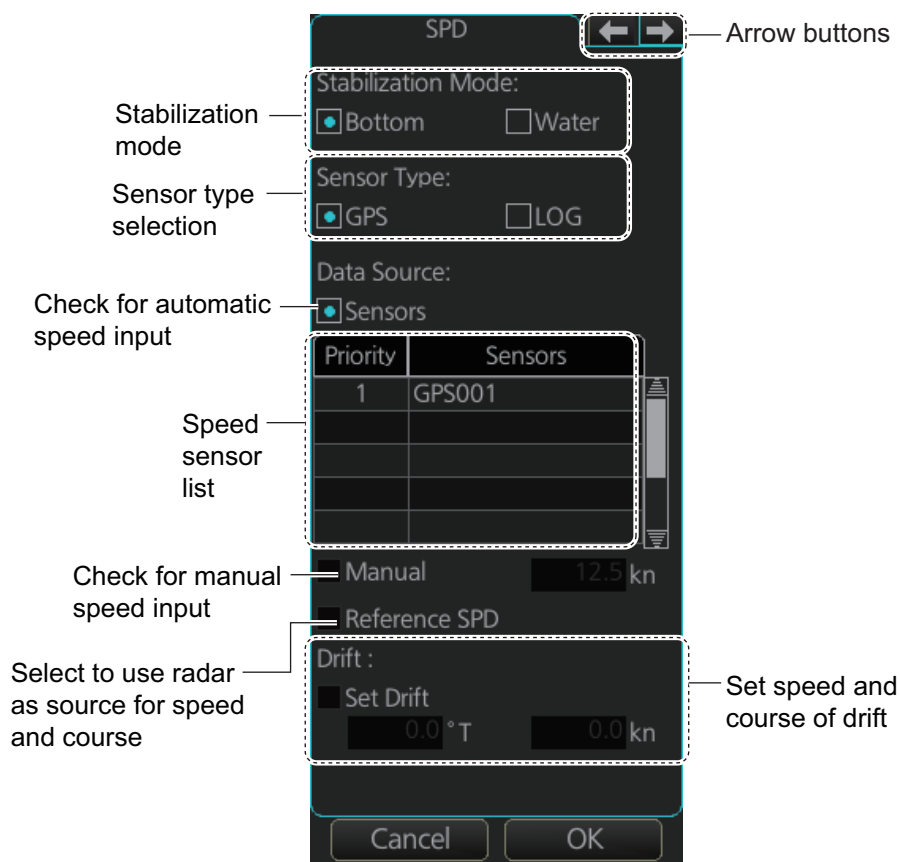 SPD
Arrow buttons
Stabilization Mode:
Bottom Water
Stabilization
mode
Sensor Type:
GPS LOG
Sensor type
selection
Data Source:
Sensors
Check for automatic
speed input
Priority Sensors
1 GPS001
Speed
sensor
list
Manual 12.5 kn
Check for manual
speed input
Reference SPD
Select to use radar
as source for speed
and course
Drift :
Set Drift
0.0 °T 0.0 kn
Set speed and
course of drift
Cancel OK